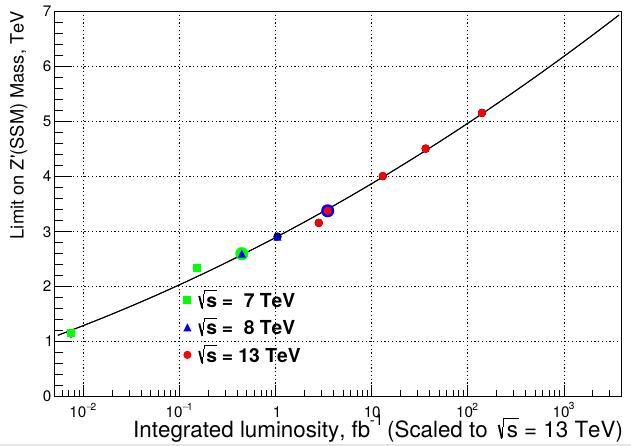 Limit on Z'(SSM) Mass, TeV
7
6
5
4
3
2
1
0
√s = 7 TeV
√s = 8 TeV
√s = 13 TeV
10⁻² 10⁻¹ 1 10 10² 10³
Integrated luminosity, fb⁻¹ (Scaled to √s = 13 TeV)